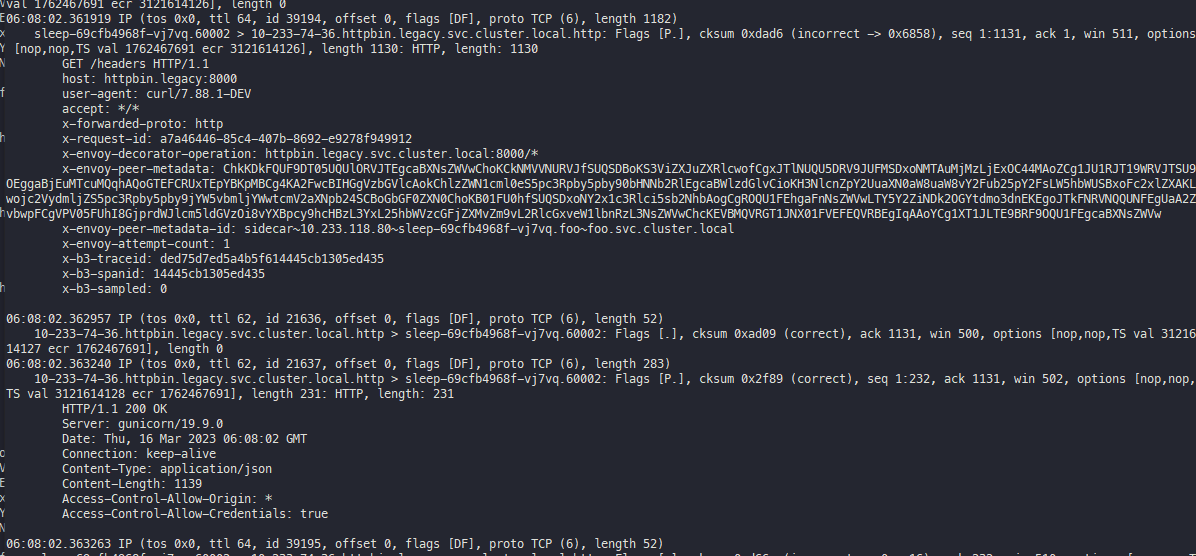 val 1762467691 ecr 3121614126], length 0
06:08:02.361919 IP (tos 0x0, ttl 64, id 39194, offset 0, flags [DF], proto TCP (6), length 1182)
    sleep-69cfb4968f-vj7vq.60002 > 10-233-74-36.httpbin.legacy.svc.cluster.local.http: Flags [P.], cksum 0xdad6 (incorrect -> 0x6858), seq 1:1131, ack 1, win 511, options
 [nop,nop,TS val 1762467691 ecr 3121614126], length 1130: HTTP, length: 1130
        GET /headers HTTP/1.1
        host: httpbin.legacy:8000
        user-agent: curl/7.88.1-DEV
        accept: */*
        x-forwarded-proto: http
        x-request-id: a7a46446-85c4-407b-8692-e9278f949912
        x-envoy-decorator-operation: httpbin.legacy.svc.cluster.local:8000/*
        x-envoy-peer-metadata:
        x-envoy-peer-metadata-id: sidecar~10.233.118.80~sleep-69cfb4968f-vj7vq.foo~foo.svc.cluster.local
        x-envoy-attempt-count: 1
        x-b3-traceid: ded75d7ed5a4b5f614445cb1305ed435
        x-b3-spanid: 14445cb1305ed435
        x-b3-sampled: 0
06:08:02.362957 IP (tos 0x0, ttl 62, id 21636, offset 0, flags [DF], proto TCP (6), length 52)
    10-233-74-36.httpbin.legacy.svc.cluster.local.http > sleep-69cfb4968f-vj7vq.60002: Flags [.], cksum 0xad09 (correct), ack 1131, win 500, options [nop,nop,TS val 31216
14127 ecr 1762467691], length 0
06:08:02.363240 IP (tos 0x0, ttl 62, id 21637, offset 0, flags [DF], proto TCP (6), length 283)
    10-233-74-36.httpbin.legacy.svc.cluster.local.http > sleep-69cfb4968f-vj7vq.60002: Flags [P.], cksum 0x2f89 (correct), seq 1:232, ack 1131, win 502, options [nop,nop,
TS val 3121614128 ecr 1762467691], length 231: HTTP, length: 231
        HTTP/1.1 200 OK
        Server: gunicorn/19.9.0
        Date: Thu, 16 Mar 2023 06:08:02 GMT
        Connection: keep-alive
        Content-Type: application/json
        Content-Length: 1139
        Access-Control-Allow-Origin: *
        Access-Control-Allow-Credentials: true
06:08:02.363263 IP (tos 0x0, ttl 64, id 39195, offset 0, flags [DF], proto TCP (6), length 52)